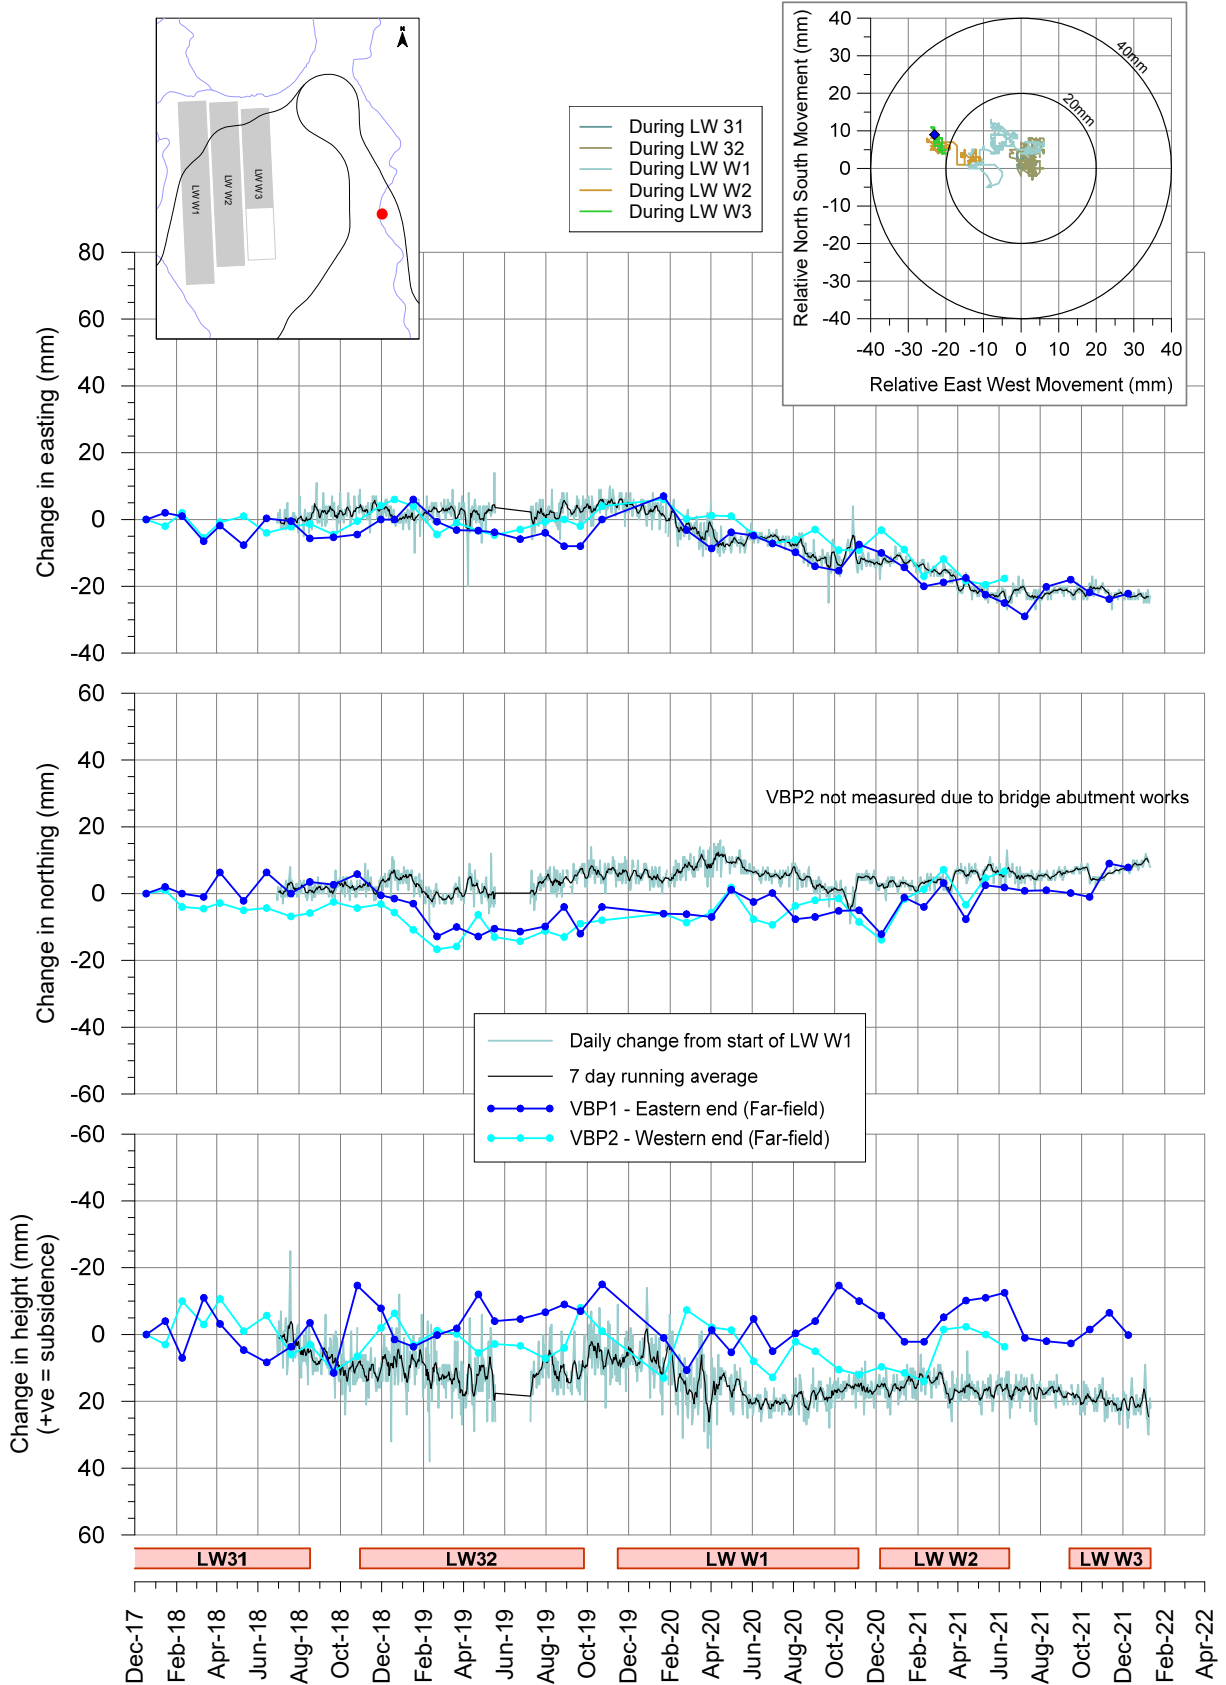 N
LW W1
LW W2
LW W3
During LW 31
During LW 32
During LW W1
During LW W2
During LW W3
Relative North South Movement (mm)
40
30
20
10
0
-10
-20
-30
-40
40mm
20mm
-40 -30 -20 -10 0 10 20 30 40
Relative East West Movement (mm)
Change in easting (mm)
80
60
40
20
0
-20
-40
Change in northing (mm)
60
40
20
0
-20
-40
-60
VBP2 not measured due to bridge abutment works
Daily change from start of LW W1
7 day running average
VBP1 - Eastern end (Far-field)
VBP2 - Western end (Far-field)
Change in height (mm)
(+ve = subsidence)
-60
-40
-20
0
20
40
60
LW31 LW32 LW W1 LW W2 LW W3
Dec-17 Feb-18 Apr-18 Jun-18 Aug-18 Oct-18 Dec-18 Feb-19 Apr-19 Jun-19 Aug-19 Oct-19 Dec-19 Feb-20 Apr-20 Jun-20 Aug-20 Oct-20 Dec-20 Feb-21 Apr-21 Jun-21 Aug-21 Oct-21 Dec-21 Feb-22 Apr-22